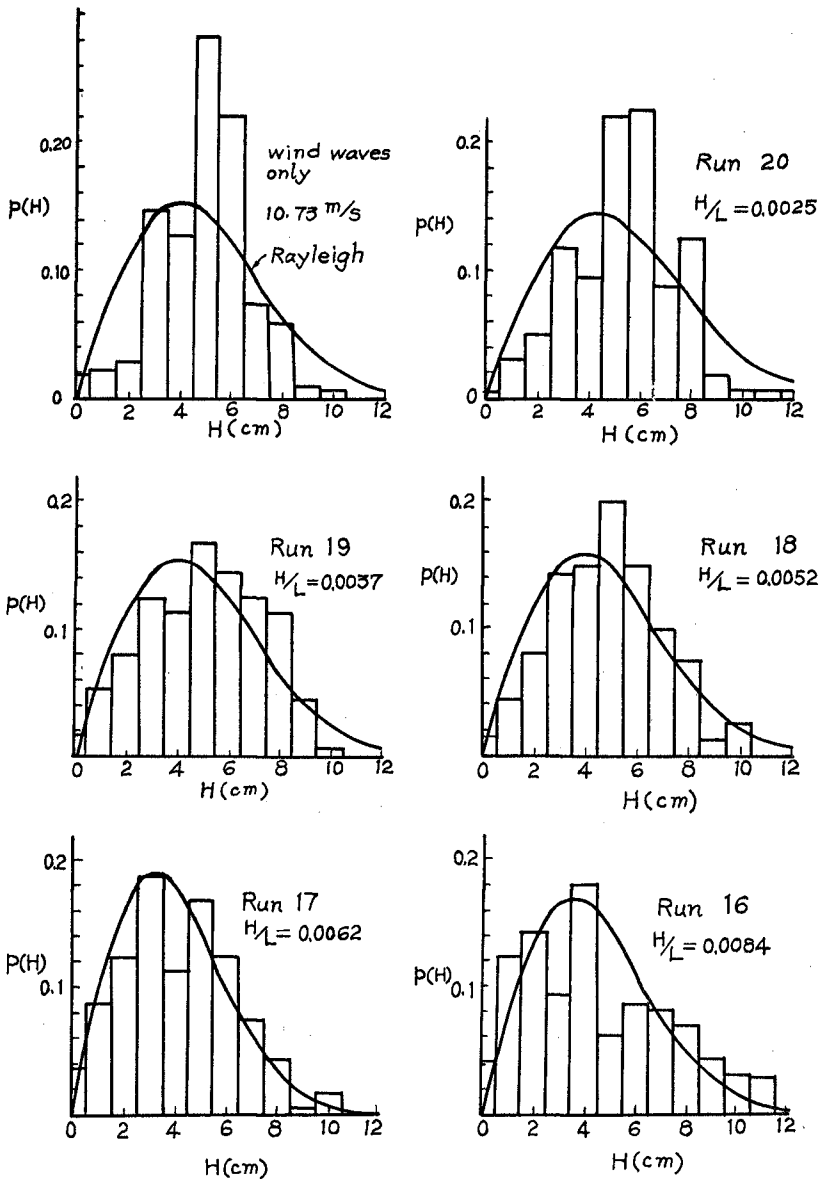 0.20
p(H)
0.10
0
0 2 4 6 8 10 12
H(cm)
wind waves
only
10.73 m/s
Rayleigh
0.2
p(H)
0.1
0
0 2 4 6 8 10 12
H(cm)
Run 20
H/L = 0.0025
0.2
p(H)
0.1
0 2 4 6 8 10 12
H(cm)
Run 19
H/L = 0.0037
0.2
p(H)
0.1
0 2 4 6 8 10 12
H(cm)
Run 18
H/L = 0.0052
0.2
p(H)
0.1
0 2 4 6 8 10 12
H(cm)
Run 17
H/L = 0.0062
0.2
p(H)
0.1
0 2 4 6 8 10 12
H(cm)
Run 16
H/L = 0.0084